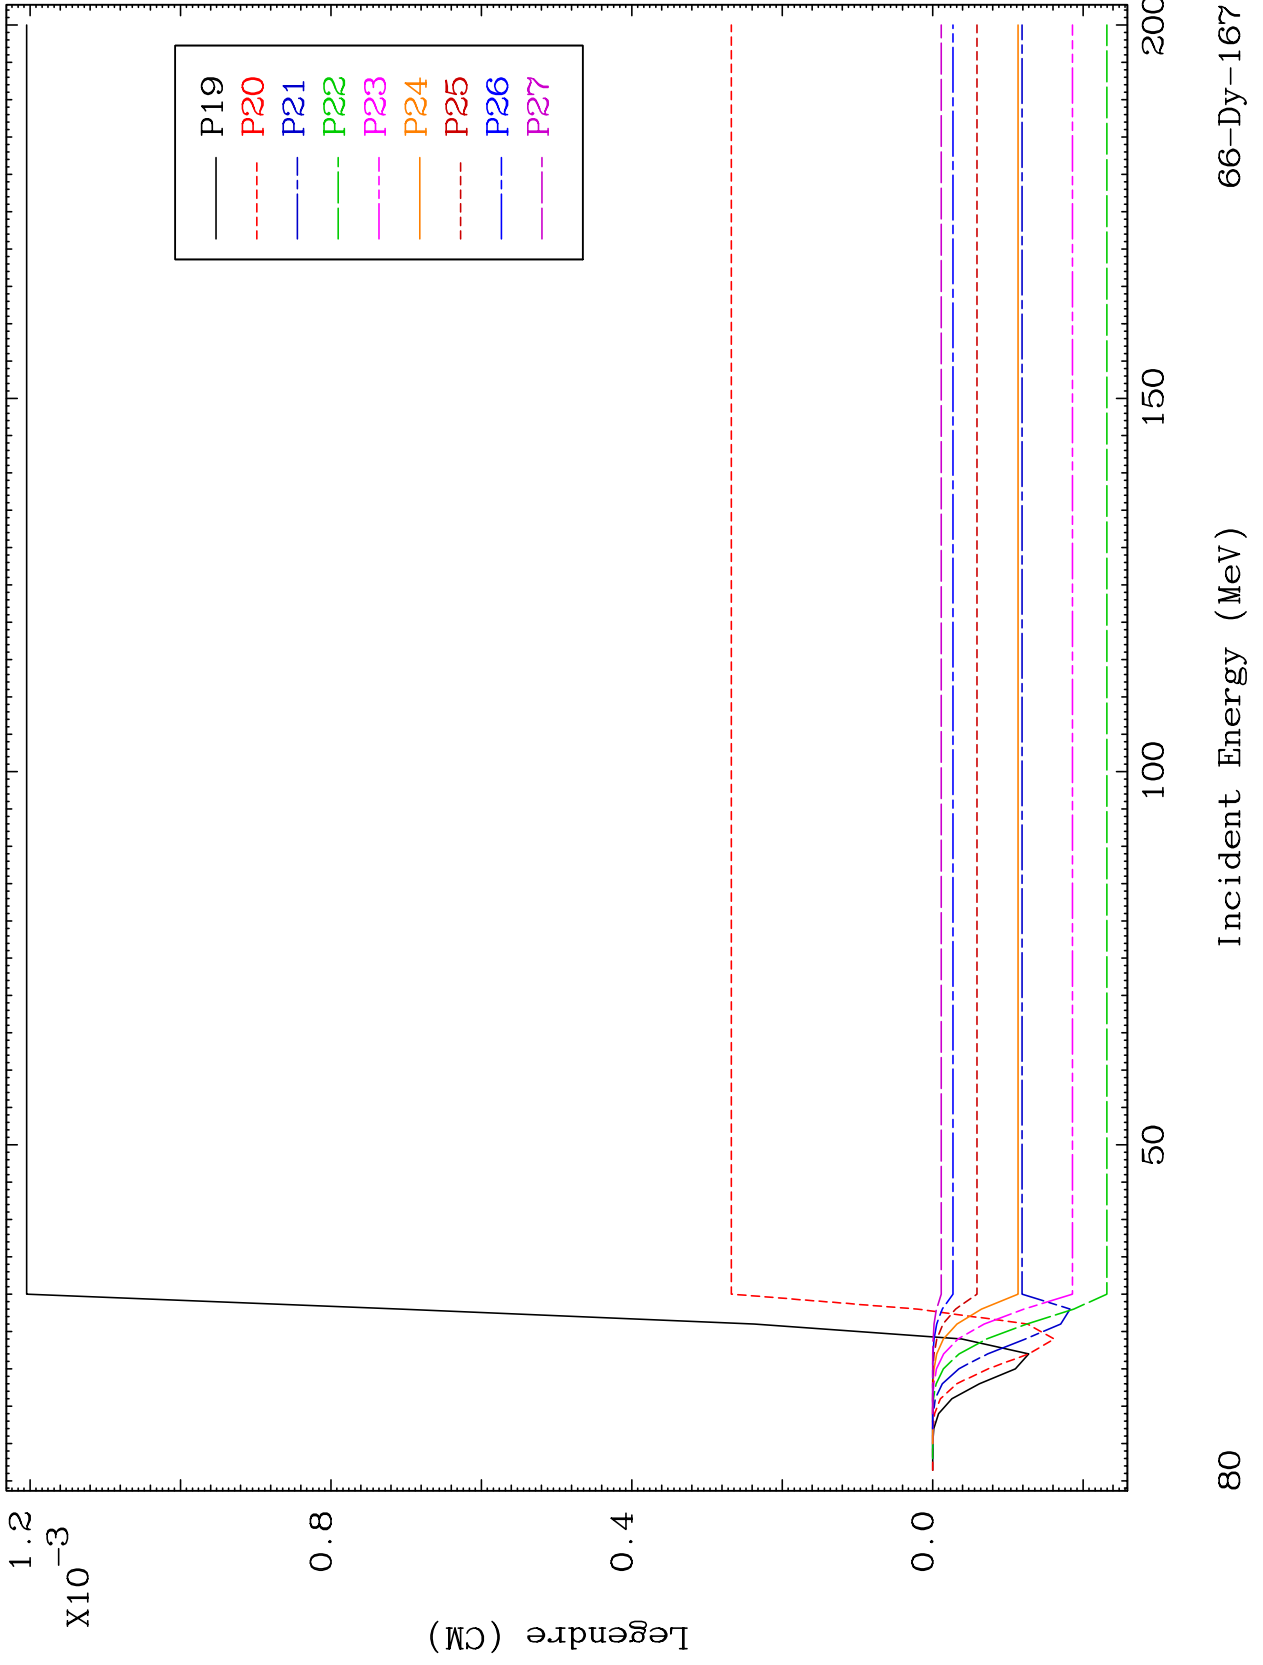 1.2
X10-3
0.8
0.4
0.0
Legendre (CM)
P19
P20
P21
P22
P23
P24
P25
P26
P27
50
100
150
200
Incident Energy (MeV)
80
66-Dy-167